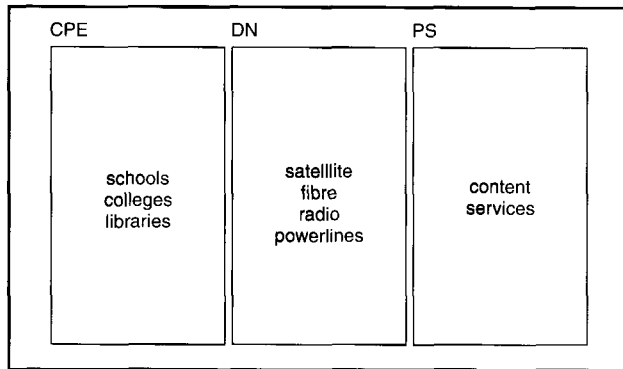 CPE DN PS
schools
colleges
libraries
satelllite
fibre
radio
powerlines
content
services